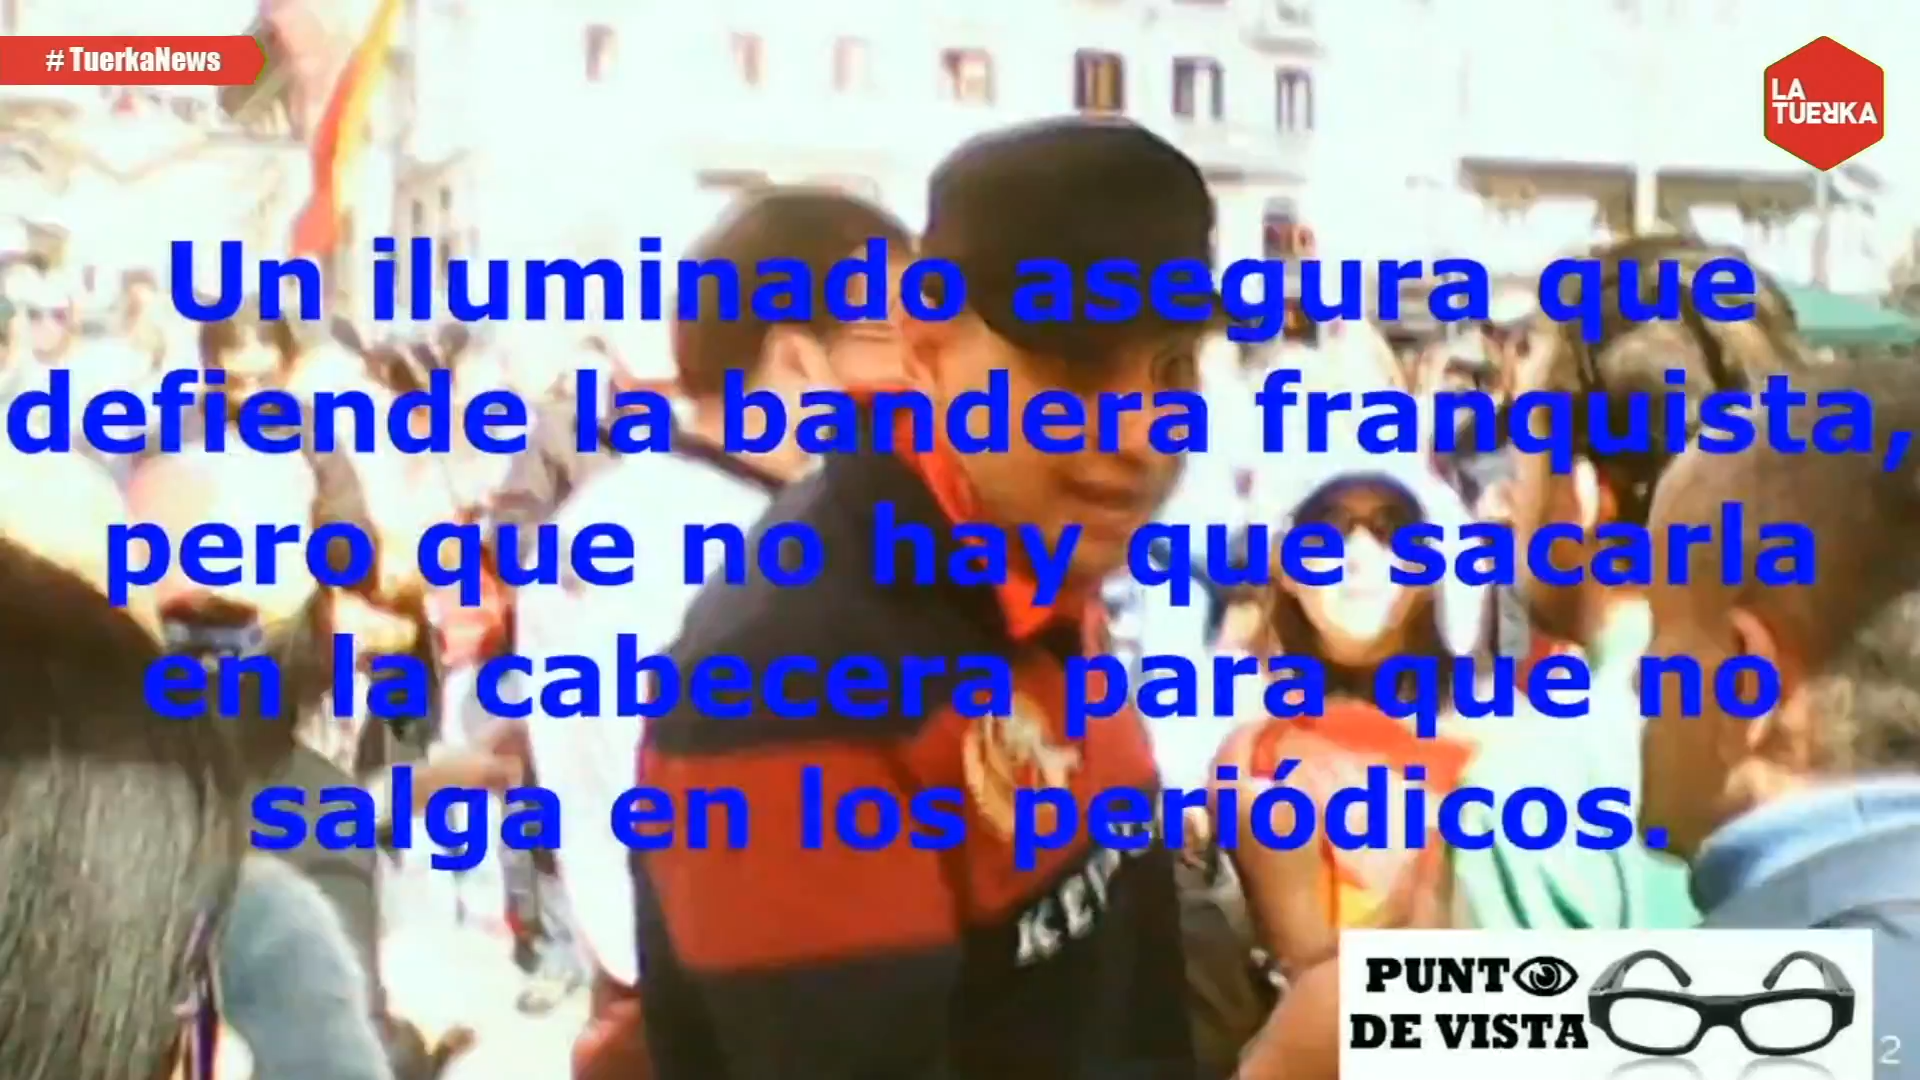 # TuerkaNews
LA
TUERKA
Un iluminado asegura que
defiende la bandera franquista,
pero que no hay que sacarla
en la cabecera para que no
salga en los periódicos.
PUNTO
DE VISTA
2